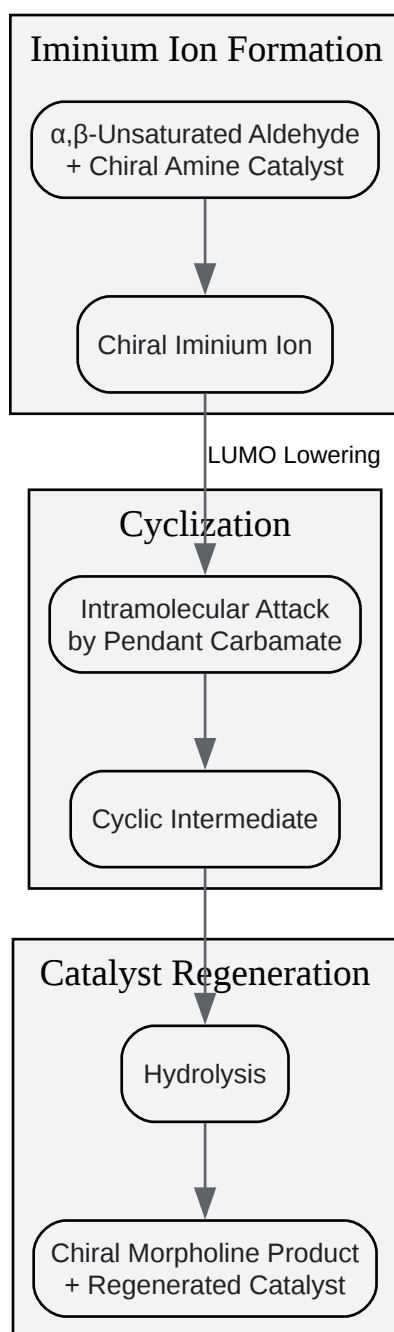 Iminium Ion Formation
α,β-Unsaturated Aldehyde
+ Chiral Amine Catalyst
Chiral Iminium Ion
LUMO Lowering
Cyclization
Intramolecular Attack
by Pendant Carbamate
Cyclic Intermediate
Catalyst Regeneration
Hydrolysis
Chiral Morpholine Product
+ Regenerated Catalyst